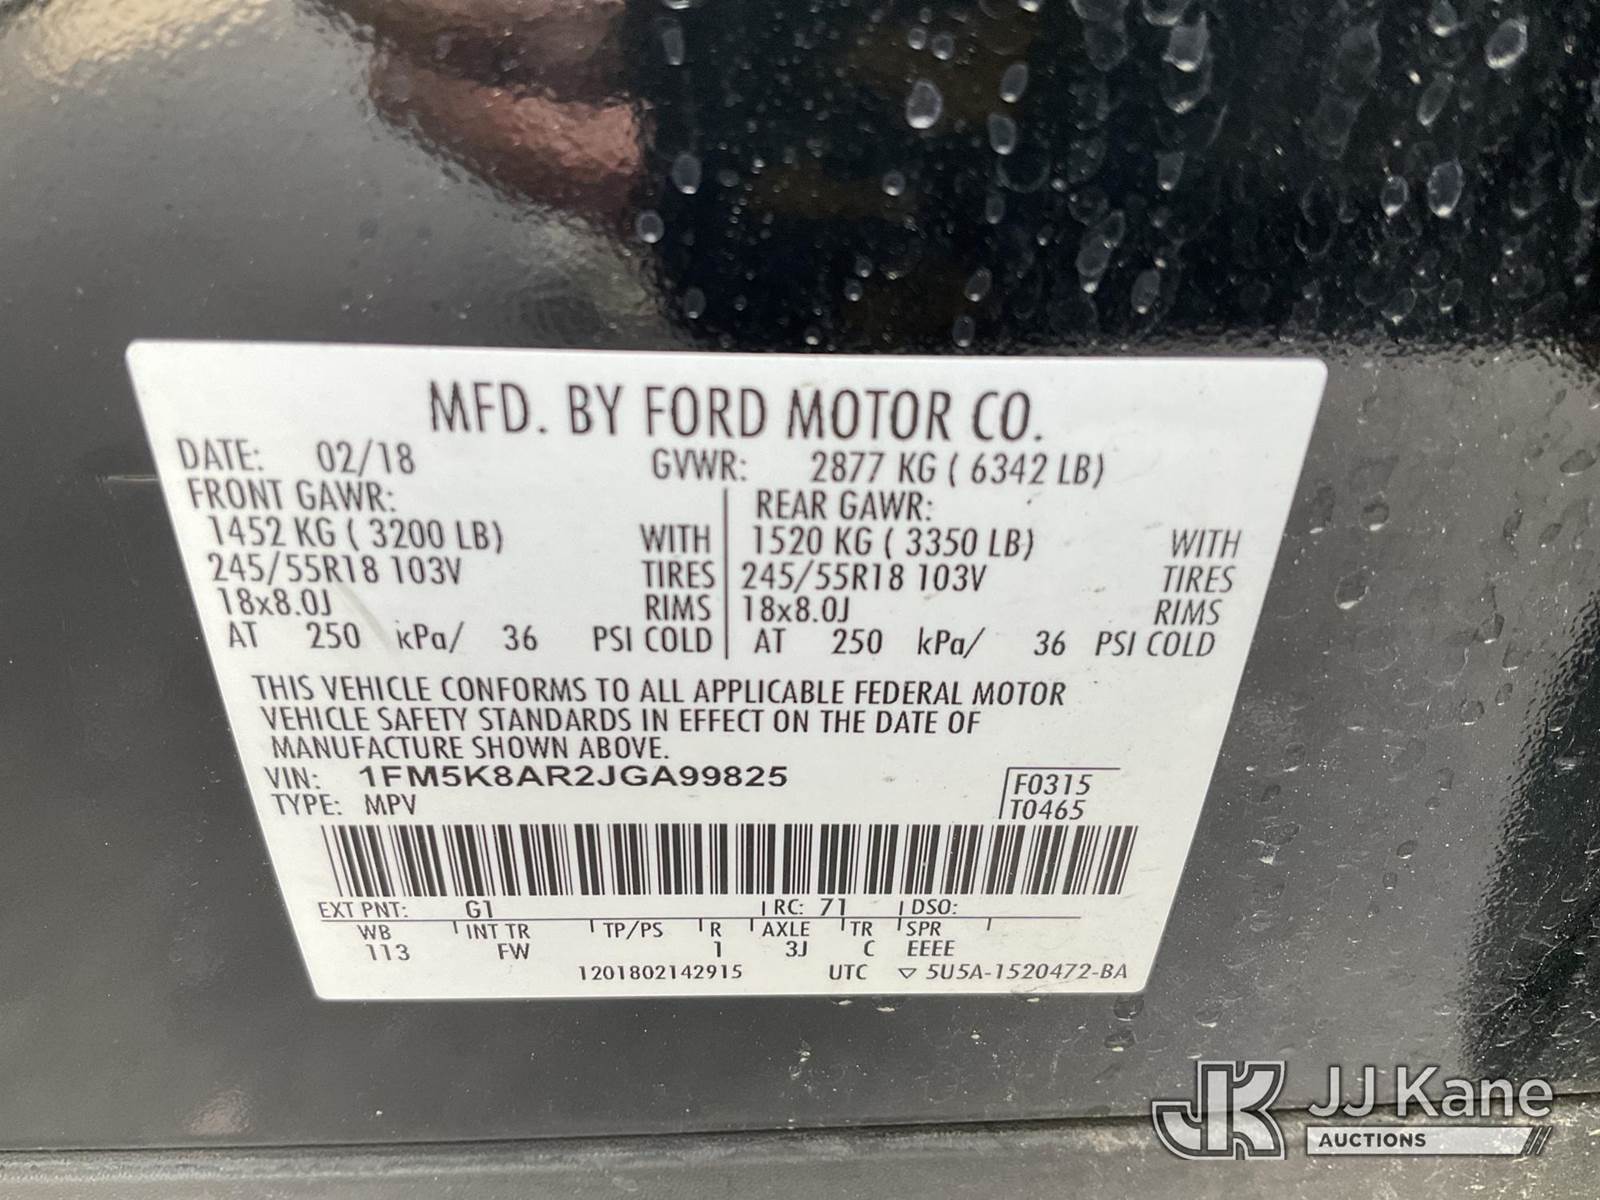 MFD. BY FORD MOTOR CO.
DATE: 02/18 GVWR: 2877 KG ( 6342 LB)
FRONT GAWR: REAR GAWR:
1452 KG ( 3200 LB) WITH 1520 KG ( 3350 LB) WITH
245/55R18 103V TIRES 245/55R18 103V TIRES
18x8.0J RIMS 18x8.0J RIMS
AT 250 kPa/ 36 PSI COLD AT 250 kPa/ 36 PSI COLD
THIS VEHICLE CONFORMS TO ALL APPLICABLE FEDERAL MOTOR
VEHICLE SAFETY STANDARDS IN EFFECT ON THE DATE OF
MANUFACTURE SHOWN ABOVE.
VIN: 1FM5K8AR2JGA99825 F0315
TYPE: MPV T0465
EXT PNT: G1 RC: 71 DSO:
WB INT TR TP/PS R AXLE TR SPR
113 FW 1 3J C EEEE
1201802142915 UTC ▽ 5U5A-1520472-BA
JK JJ Kane
AUCTIONS